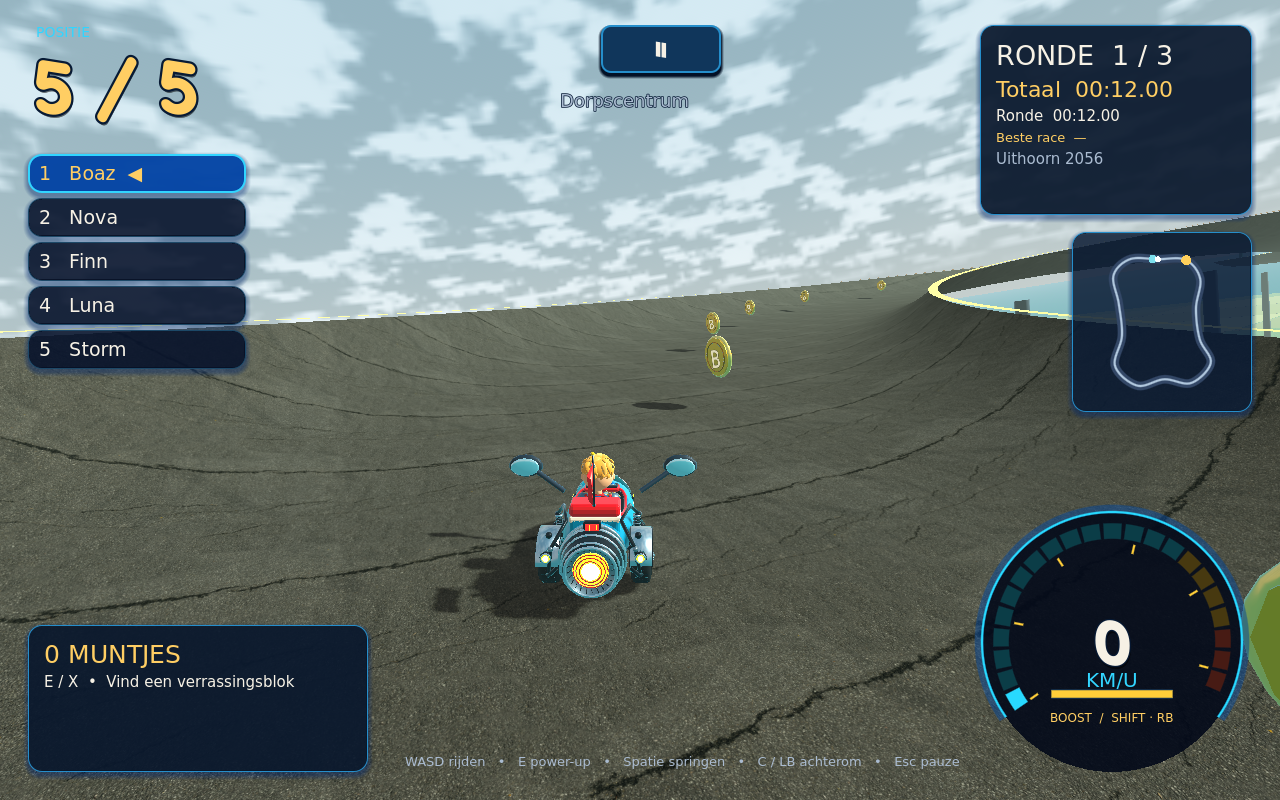 POSITIE
5 / 5
1 Boaz ◀
2 Nova
3 Finn
4 Luna
5 Storm
Dorpscentrum
RONDE 1 / 3
Totaal 00:12.00
Ronde 00:12.00
Beste race —
Uithoorn 2056
B
B
0 MUNTJES
E / X • Vind een verrassingsblok
0
KM/U
BOOST / SHIFT · RB
WASD rijden • E power-up • Spatie springen • C / LB achterom • Esc pauze